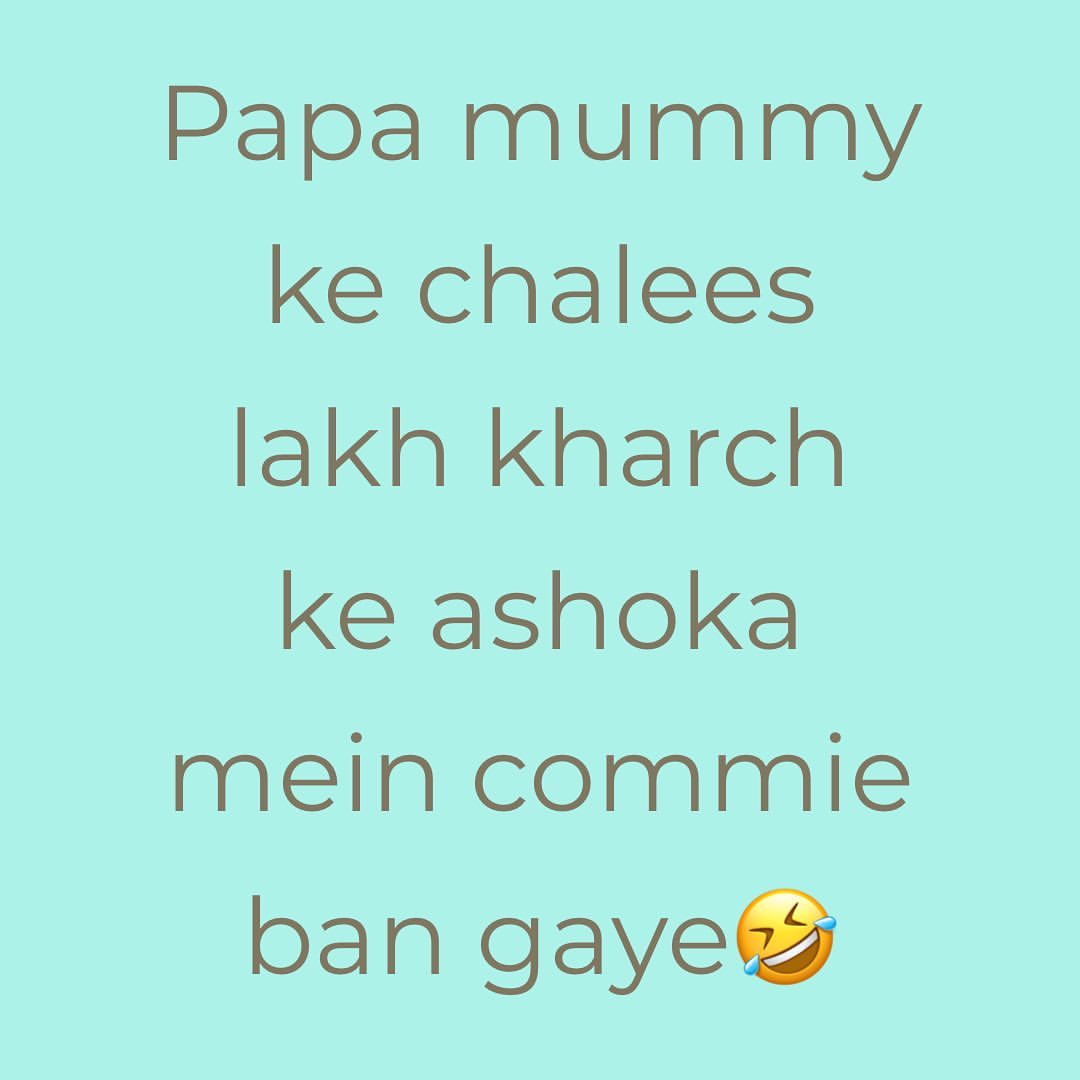 Papa mummy
ke chalees
lakh kharch
ke ashoka
mein commie
ban gaye🤣